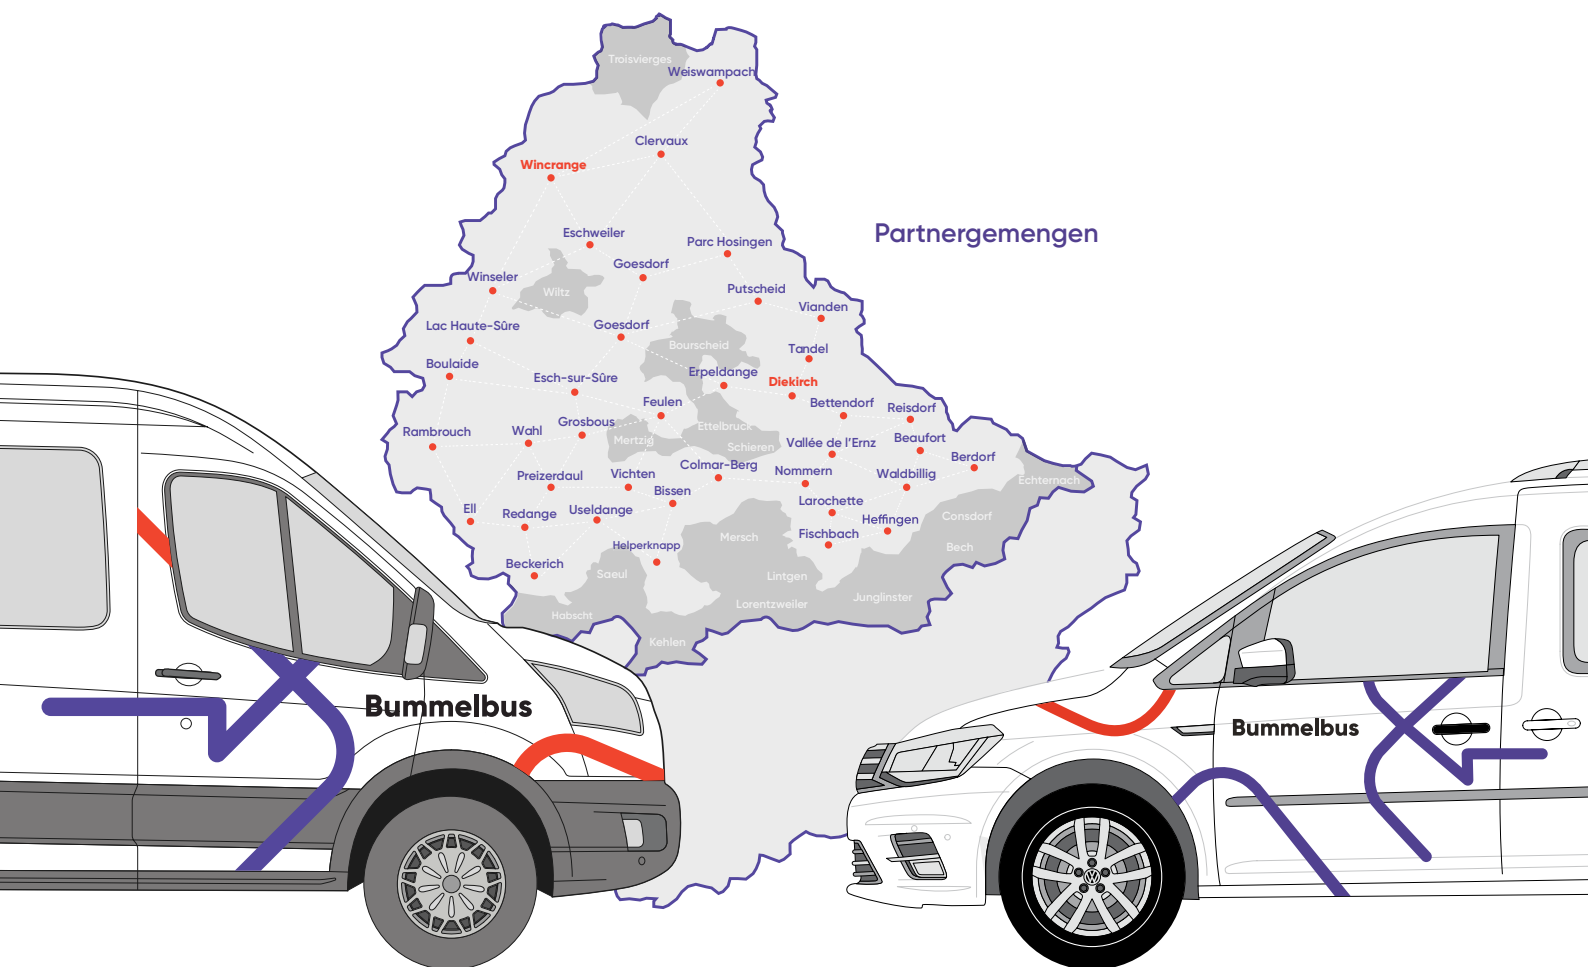 Troisvierges
Weiswampach
Clervaux
Wincrange
Partnergemengen
Eschweiler
Parc Hosingen
Goesdorf
Winseler
Wiltz
Putscheid
Vianden
Lac Haute-Sûre
Goesdorf
Bourscheid
Tandel
Boulaide
Erpeldange
Esch-sur-Sûre
Diekirch
Feulen
Bettendorf
Reisdorf
Grosbous
Ettelbruck
Rambrouch
Wahl
Mertzig
Schieren
Vallée de l'Ernz
Beaufort
Berdorf
Colmar-Berg
Nommern
Preizerdaul
Vichten
Waldbillig
Echternach
Bissen
Larochette
Ell
Redange
Useldange
Heffingen
Consdorf
Fischbach
Mersch
Helperknapp
Bech
Beckerich
Saeul
Lintgen
Junglinster
Lorentzweiler
Habscht
Kehlen
Bummelbus
Bummelbus